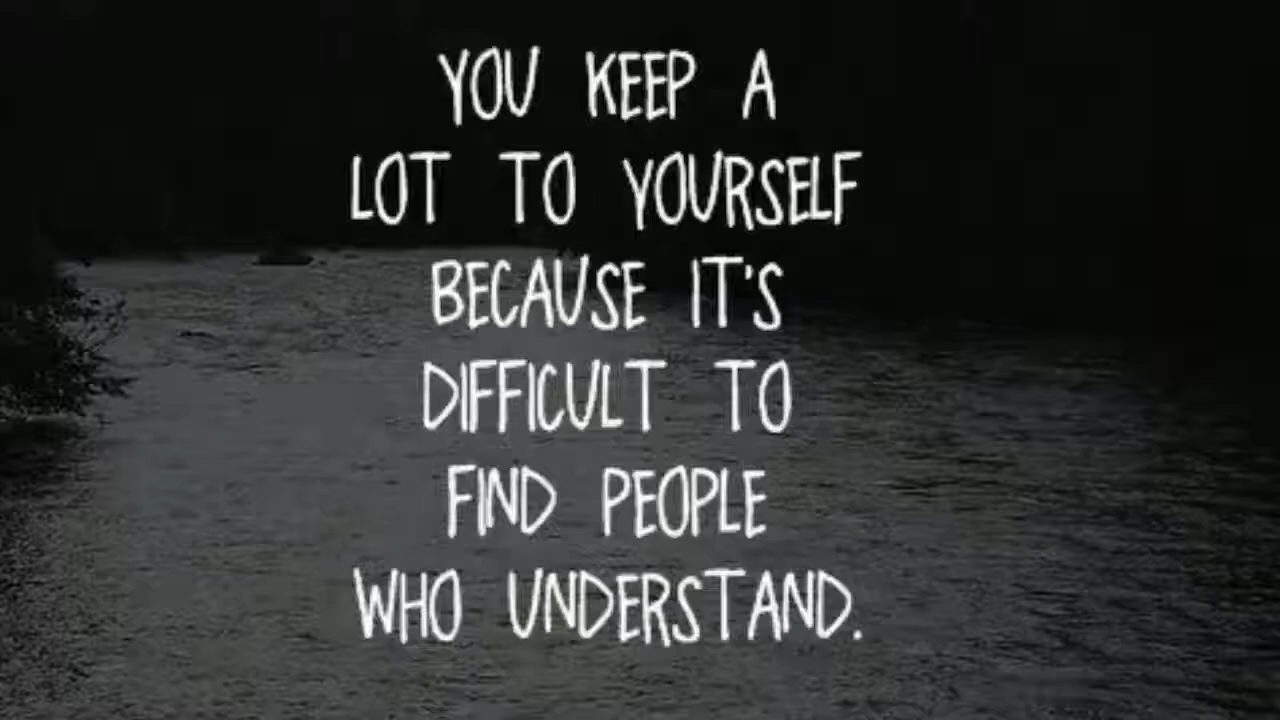 YOU KEEP A
LOT TO YOURSELF
BECAUSE IT'S
DIFFICULT TO
FIND PEOPLE
WHO UNDERSTAND.